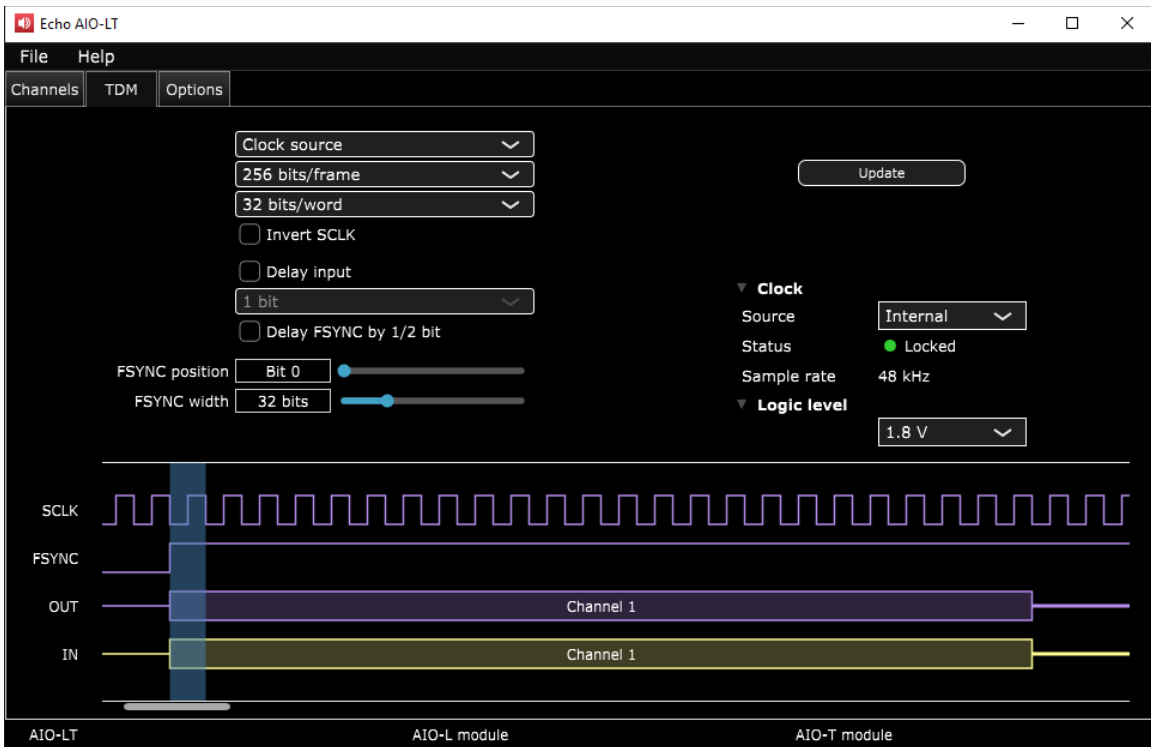 Echo AIO-LT
File Help
Channels TDM Options
Clock source
256 bits/frame
Update
32 bits/word
Invert SCLK
Delay input
1 bit
Delay FSYNC by 1/2 bit
FSYNC position Bit 0
FSYNC width 32 bits
Clock
Source Internal
Status Locked
Sample rate 48 kHz
Logic level
1.8 V
SCLK
FSYNC
OUT Channel 1
IN Channel 1
AIO-LT AIO-L module AIO-T module